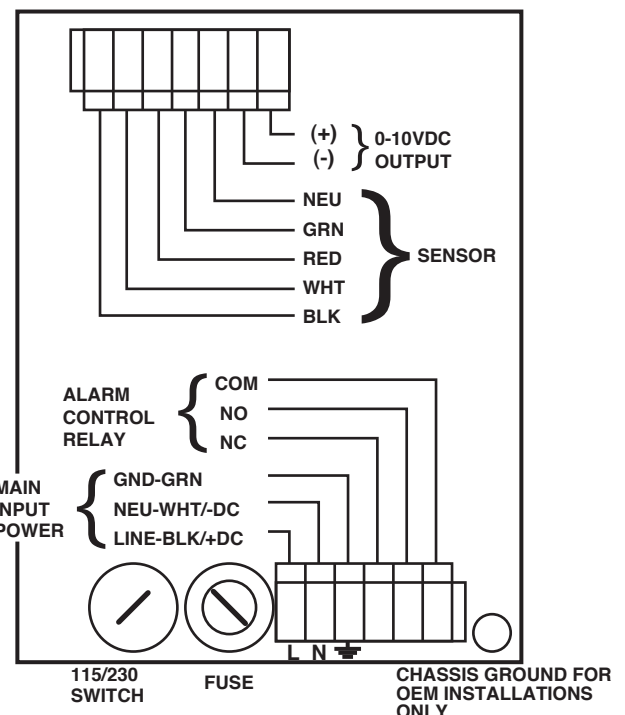 (+)
(-)
0-10VDC
OUTPUT
NEU
GRN
RED
WHT
BLK
SENSOR
ALARM
CONTROL
RELAY
COM
NO
NC
MAIN
INPUT
POWER
GND-GRN
NEU-WHT/-DC
LINE-BLK/+DC
L N
115/230
SWITCH
FUSE
CHASSIS GROUND FOR
OEM INSTALLATIONS
ONLY